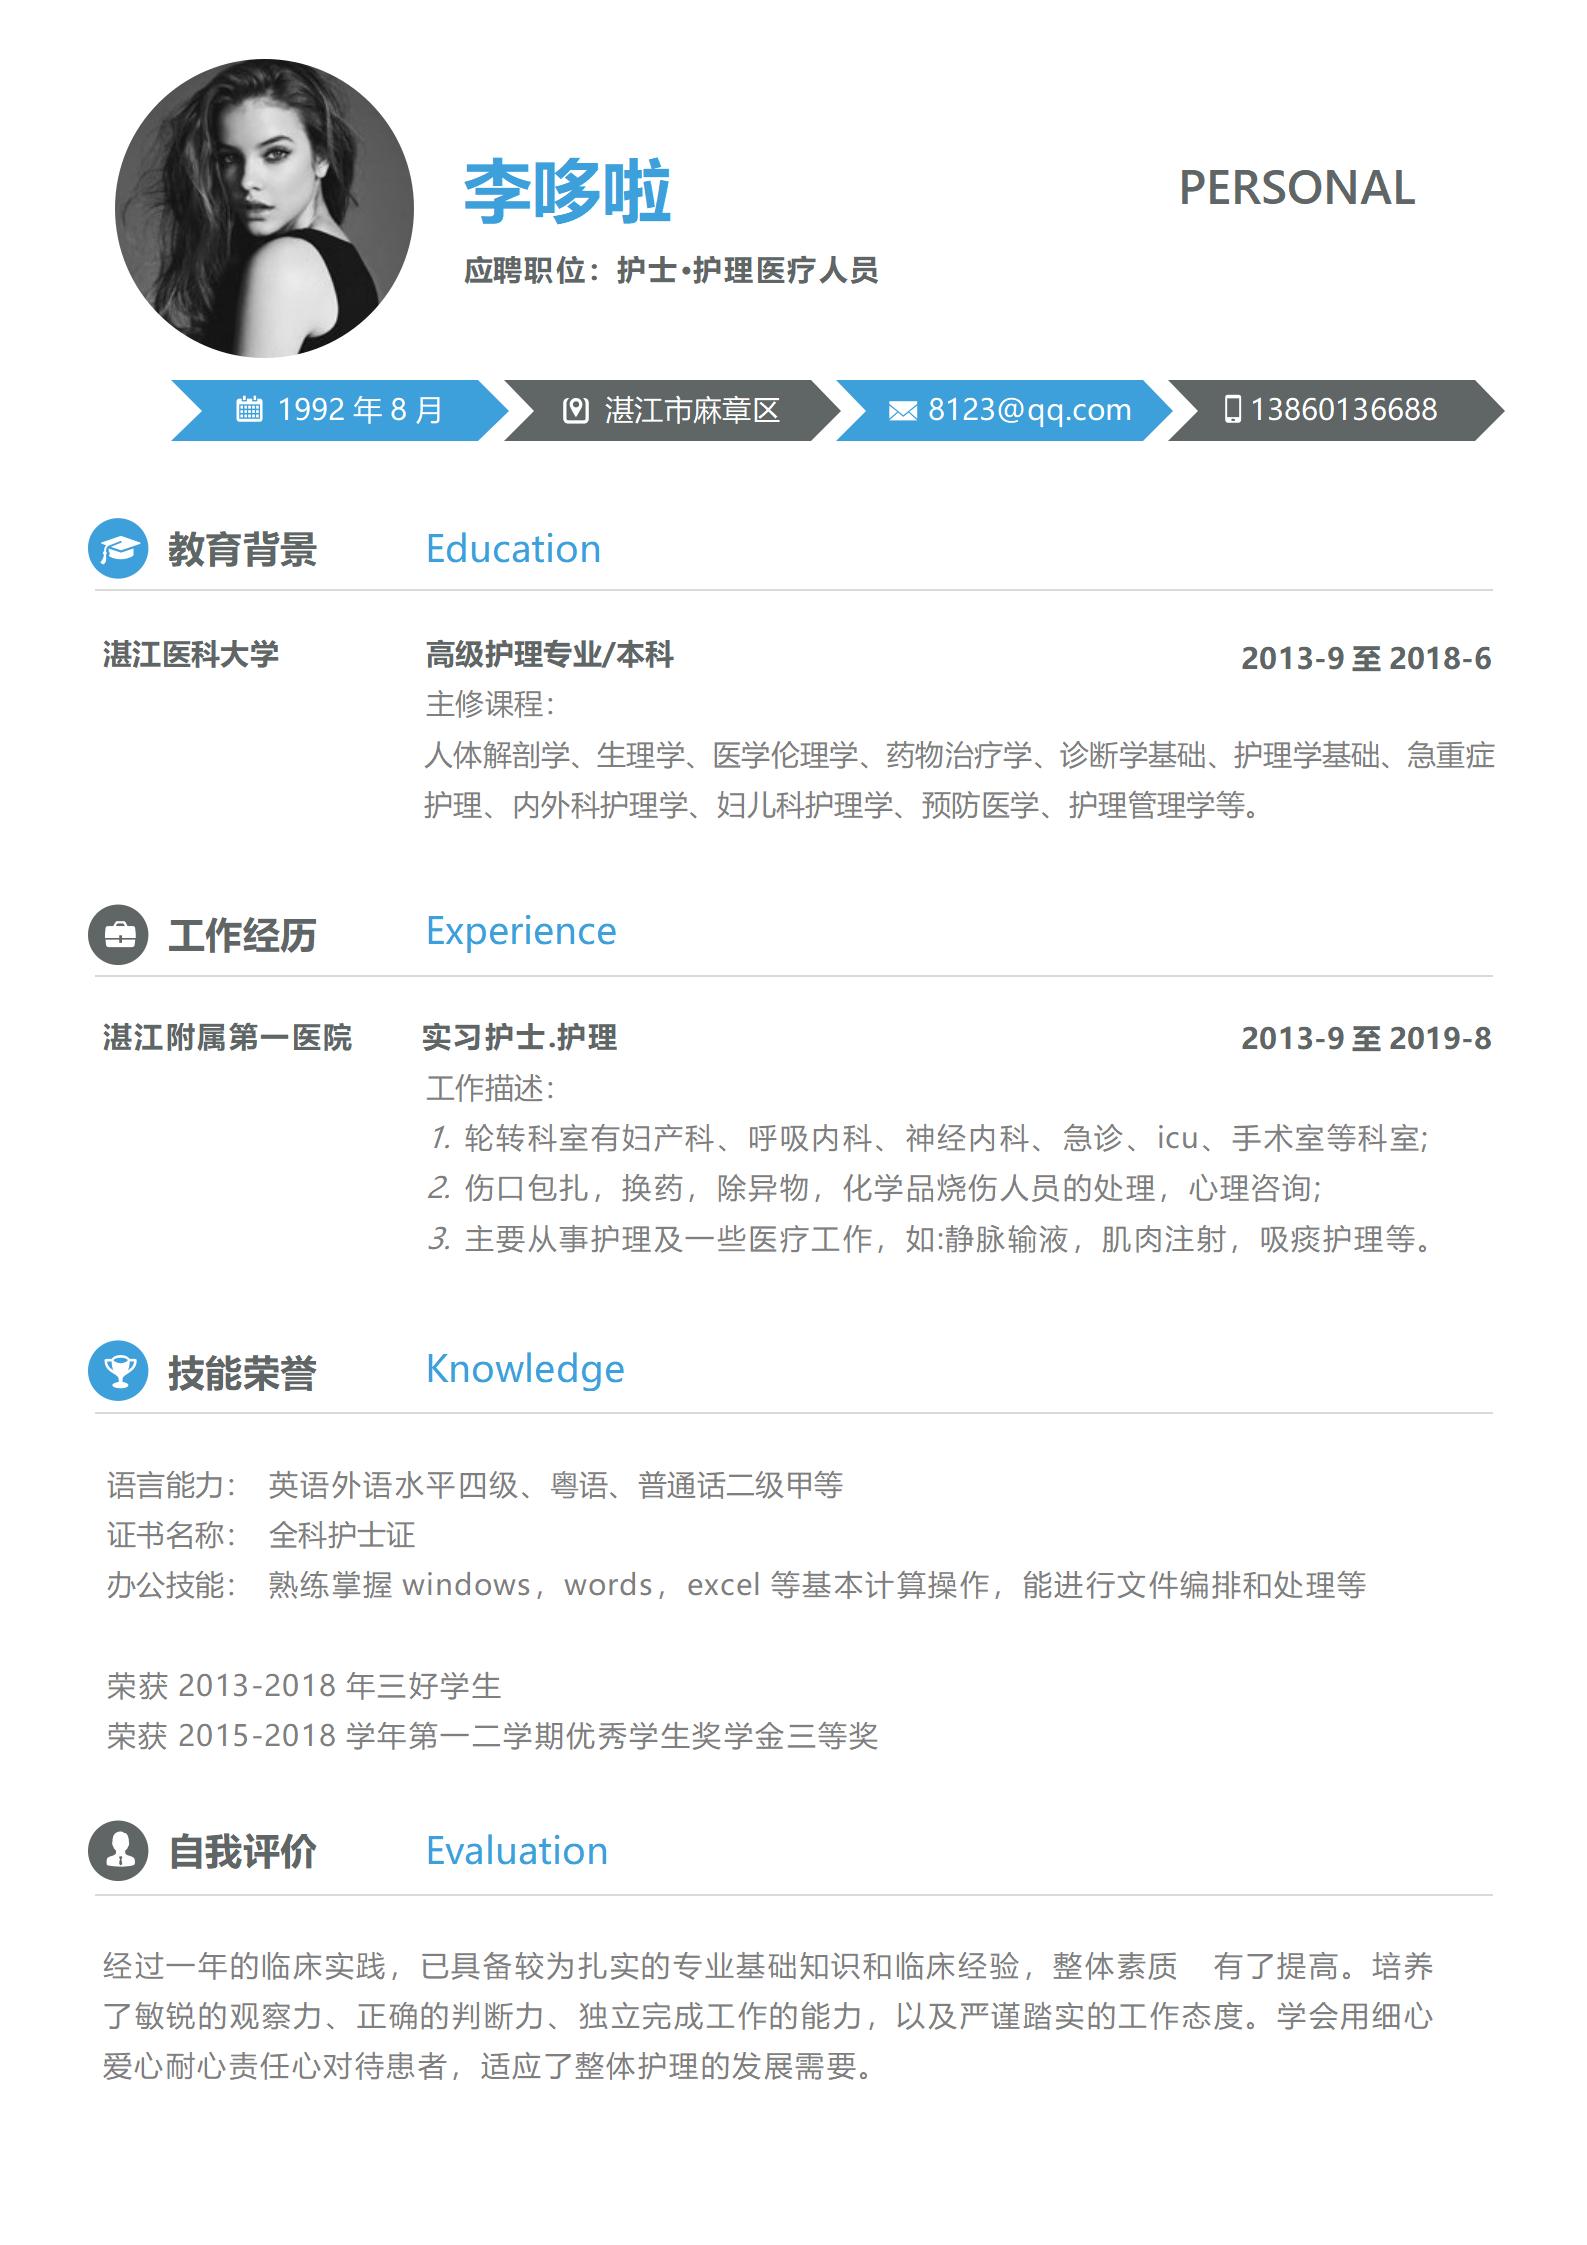 李哆啦
PERSONAL
应聘职位：护士•护理医疗人员
1992 年 8 月
湛江市麻章区
8123@qq.com
13860136688
教育背景 Education
湛江医科大学 高级护理专业/本科 2013-9 至 2018-6
主修课程：
人体解剖学、生理学、医学伦理学、药物治疗学、诊断学基础、护理学基础、急重症
护理、内外科护理学、妇儿科护理学、预防医学、护理管理学等。
工作经历 Experience
湛江附属第一医院 实习护士.护理 2013-9 至 2019-8
工作描述：
1. 轮转科室有妇产科、呼吸内科、神经内科、急诊、icu、手术室等科室;
2. 伤口包扎，换药，除异物，化学品烧伤人员的处理，心理咨询;
3. 主要从事护理及一些医疗工作，如:静脉输液，肌肉注射，吸痰护理等。
技能荣誉 Knowledge
语言能力： 英语外语水平四级、粤语、普通话二级甲等
证书名称： 全科护士证
办公技能： 熟练掌握 windows，words，excel 等基本计算操作，能进行文件编排和处理等
荣获 2013-2018 年三好学生
荣获 2015-2018 学年第一二学期优秀学生奖学金三等奖
自我评价 Evaluation
经过一年的临床实践，已具备较为扎实的专业基础知识和临床经验，整体素质　有了提高。培养
了敏锐的观察力、正确的判断力、独立完成工作的能力，以及严谨踏实的工作态度。学会用细心
爱心耐心责任心对待患者，适应了整体护理的发展需要。